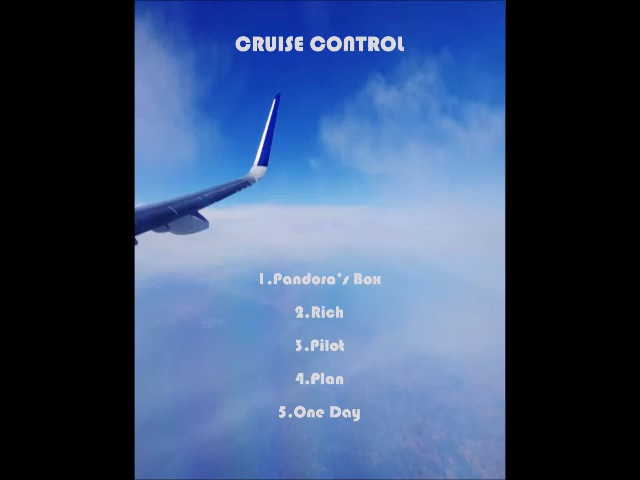 CRUISE CONTROL
1.Pandora's Box
2.Rich
3.Pilot
4.Plan
5.One Day